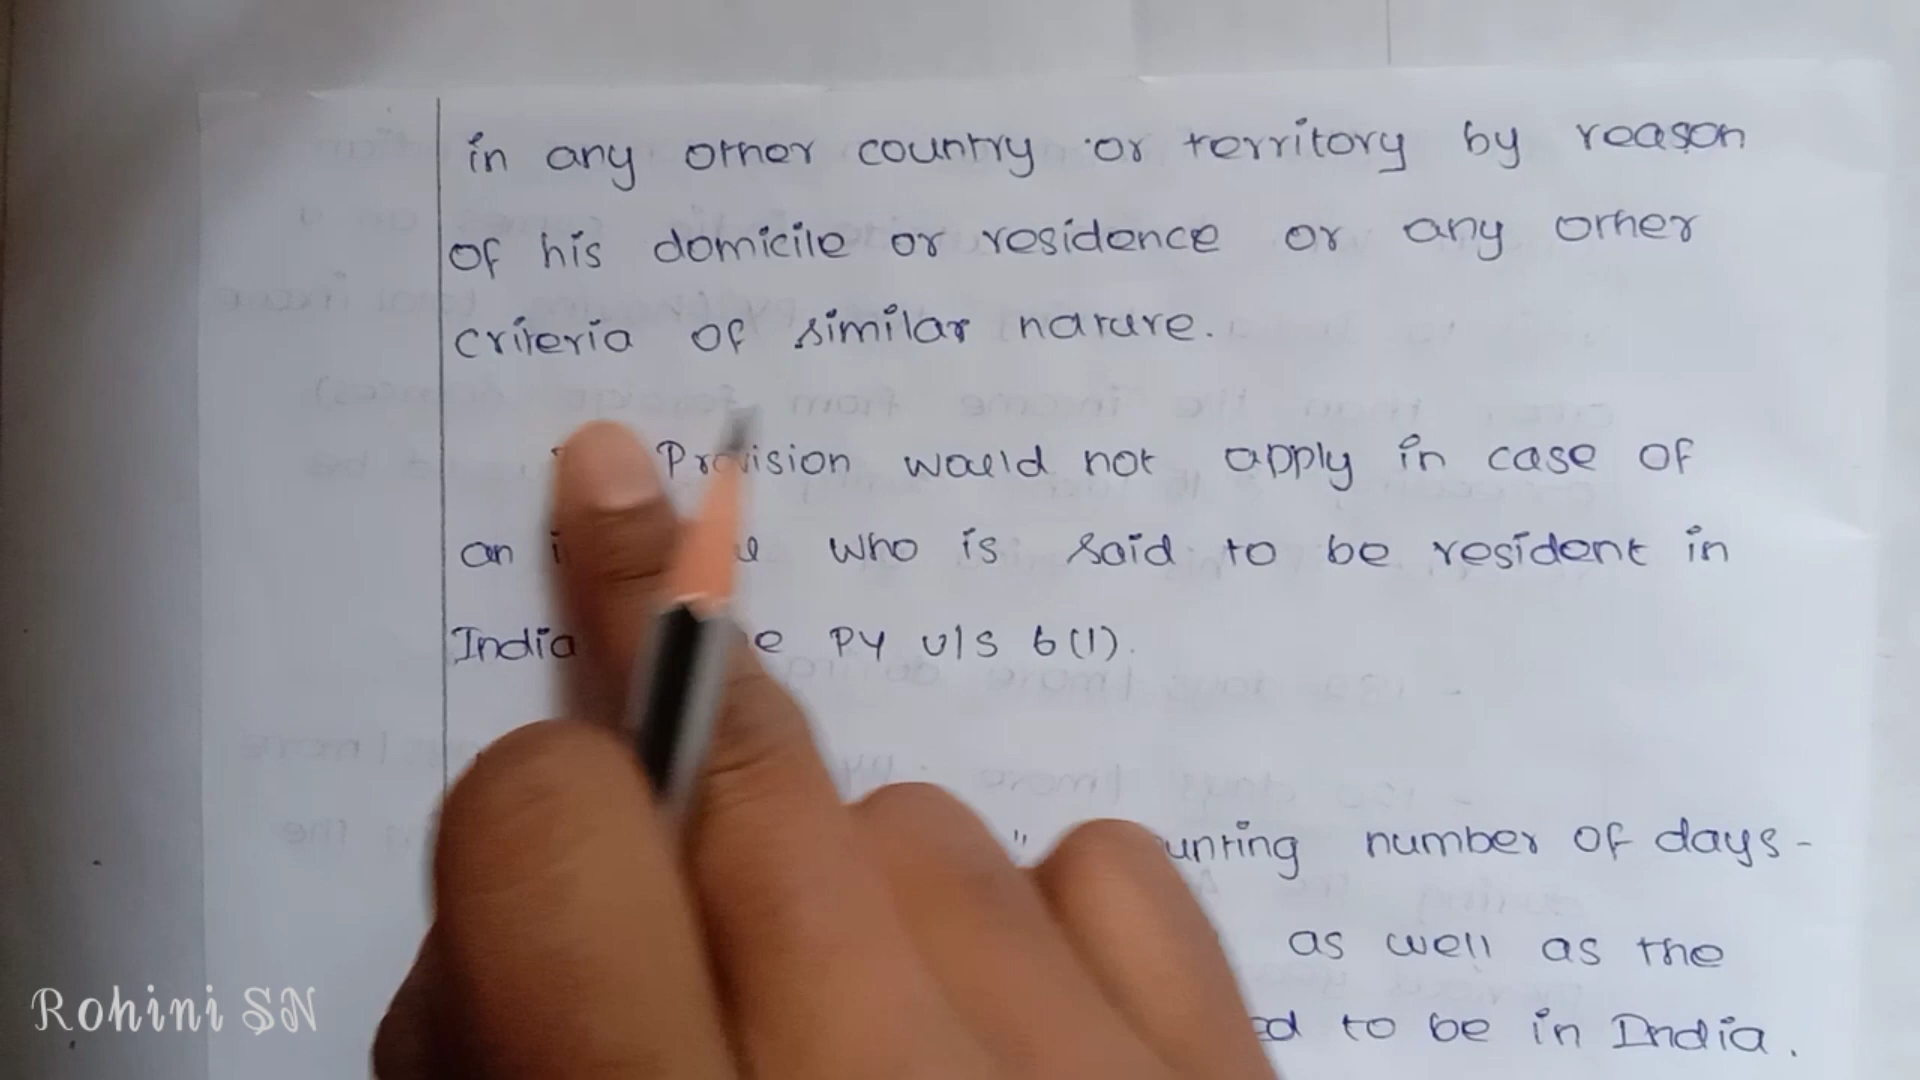 in any other country or territory by reason
of his domicile or residence or any other
criteria of similar nature.
Provision would not apply in case of
an who is said to be resident in
India PY u/s 6(1).
number of days-
as well as the
to be in India.
Rohini SN